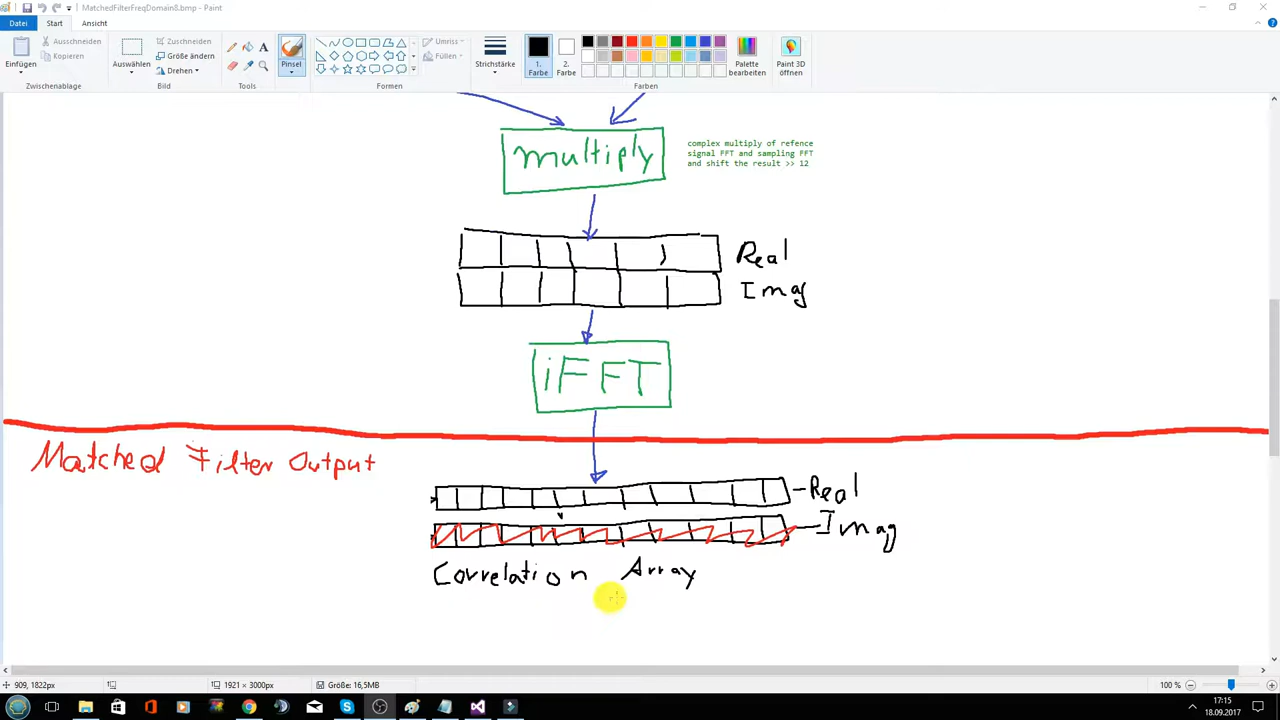 MatchedFilterFreqDomain8.bmp - Paint
Datei Start Ansicht
Einfügen
Ausschneiden
Kopieren
Zwischenablage
Auswählen
Zuschneiden
Größe ändern
Drehen
Bild
Tools
Pinsel
Umriss
Füllen
Formen
Strichstärke
1. Farbe
2. Farbe
Palette bearbeiten
Farben
Paint 3D öffnen
multiply
complex multiply of refence
signal FFT and sampling FFT
and shift the result >> 12
Real
Imag
iFFT
Matched Filter Output
Real
Imag
Correlation Array
909, 1822px
1921 × 3000px
Größe: 16,5MB
100 %
17:15
18.09.2017